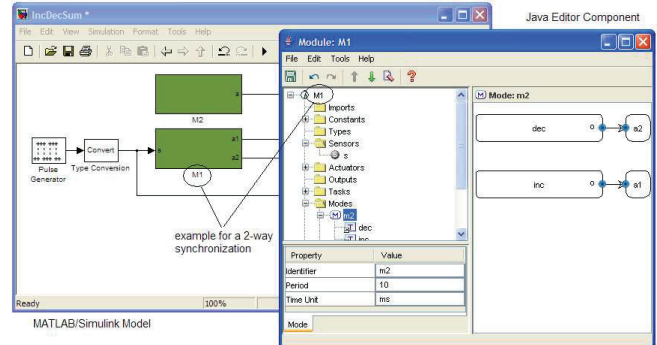 IncDecSum *
File Edit View Simulation Format Tools Help
Java Editor Component
Module: M1
File Edit Tools Help
M1
Imports
Constants
Types
Sensors
s
Actuators
Outputs
Tasks
Modes
m2
dec
inc
Mode: m2
dec o a2
inc o a1
a
M2
Pulse
Generator
Convert
Type Conversion
s
a1
a2
M1
example for a 2-way
synchronization
Property Value
Identifier m2
Period 10
Time Unit ms
Mode
Ready 100%
MATLAB/Simulink Model